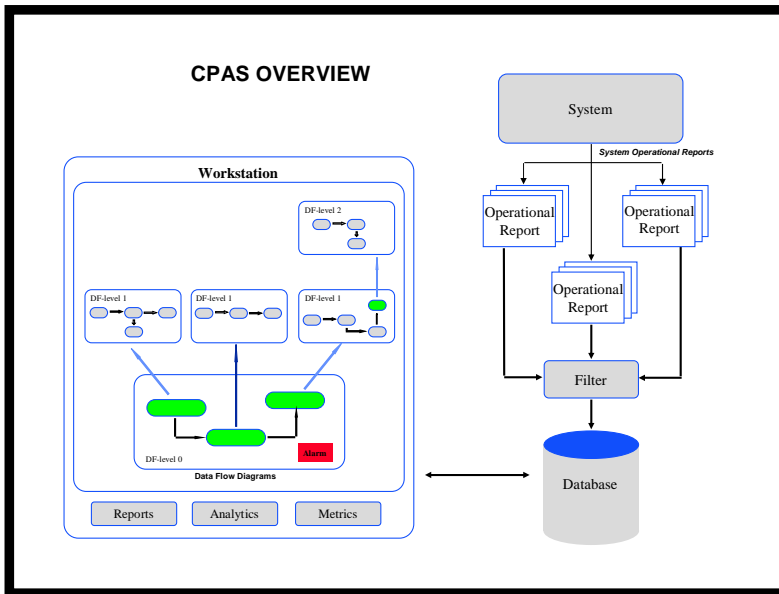 CPAS OVERVIEW
System
System Operational Reports
Operational
Report
Operational
Report
Operational
Report
Filter
Database
Workstation
DF-level 2
DF-level 1
DF-level 1
DF-level 1
DF-level 0
Alarm
Data Flow Diagrams
Reports
Analytics
Metrics